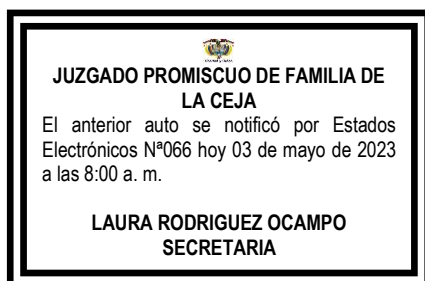 JUZGADO PROMISCUO DE FAMILIA DE
LA CEJA
El anterior auto se notificó por Estados
Electrónicos Nª066 hoy 03 de mayo de 2023
a las 8:00 a. m.
LAURA RODRIGUEZ OCAMPO
SECRETARIA